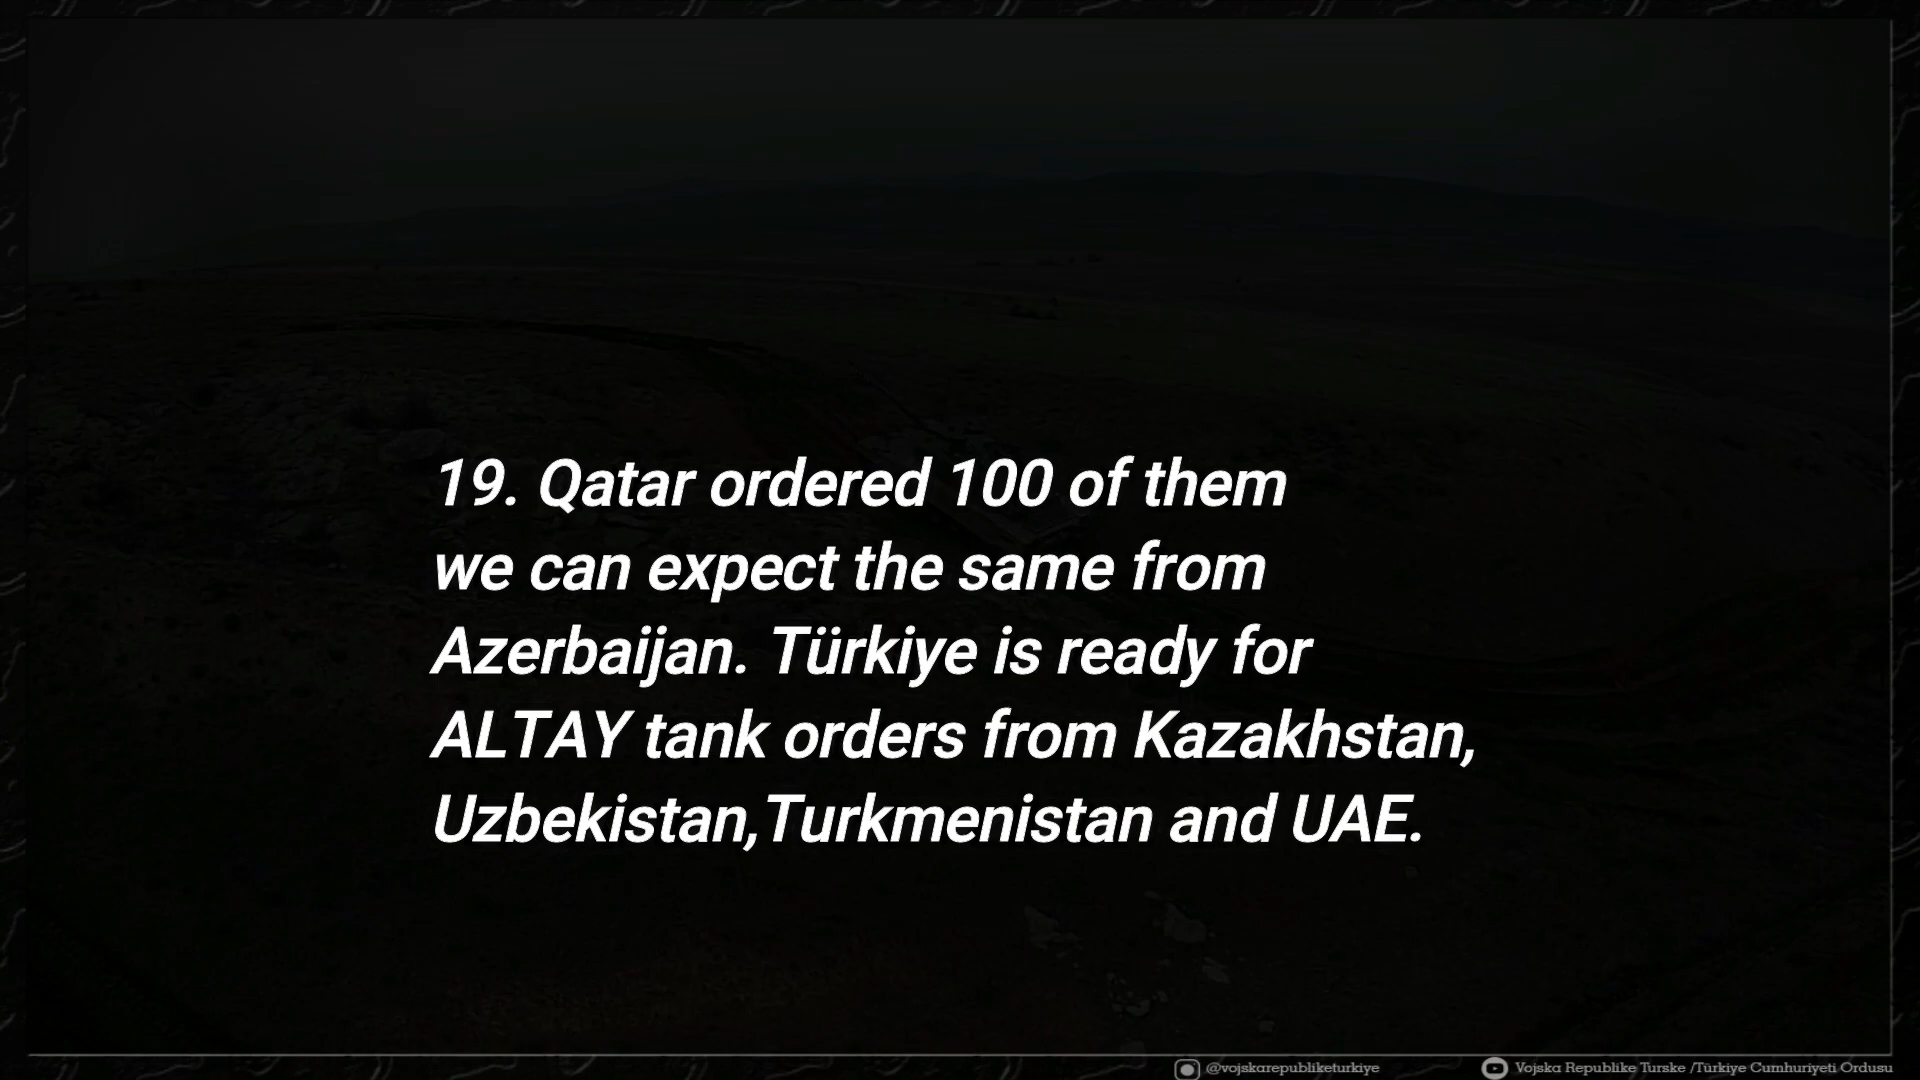 19. Qatar ordered 100 of them
we can expect the same from
Azerbaijan. Türkiye is ready for
ALTAY tank orders from Kazakhstan,
Uzbekistan,Turkmenistan and UAE.
@vojskarepubliketurkiye
Vojska Republike Turske /Türkiye Cumhuriyeti Ordusu